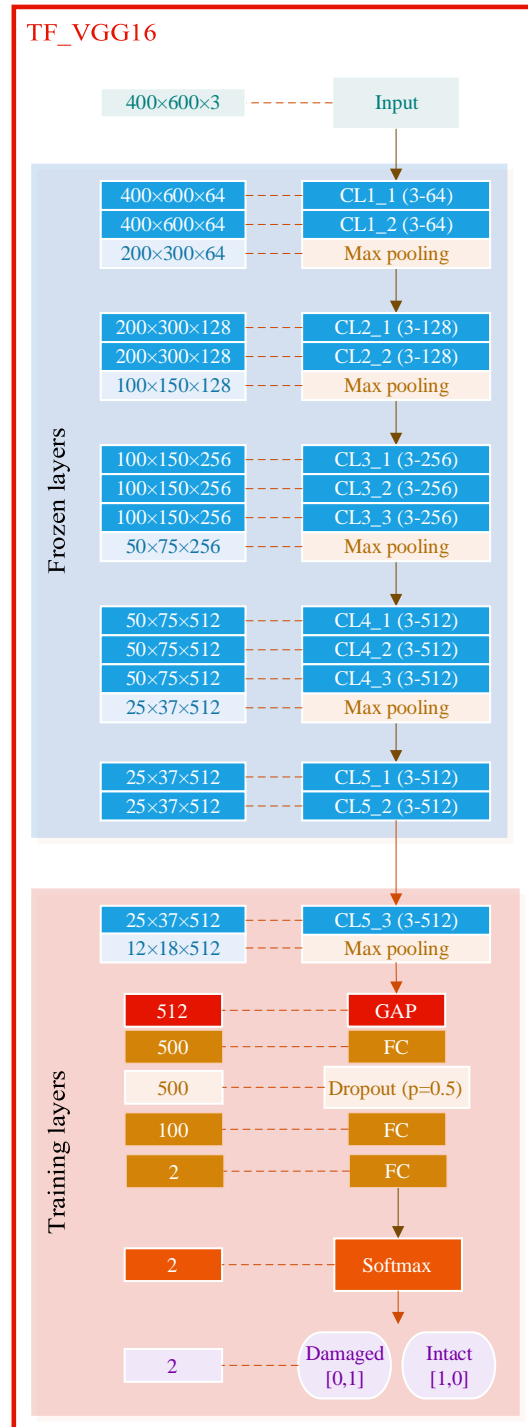 TF_VGG16
400×600×3 Input
Frozen layers
400×600×64 CL1_1 (3-64)
400×600×64 CL1_2 (3-64)
200×300×64 Max pooling
200×300×128 CL2_1 (3-128)
200×300×128 CL2_2 (3-128)
100×150×128 Max pooling
100×150×256 CL3_1 (3-256)
100×150×256 CL3_2 (3-256)
100×150×256 CL3_3 (3-256)
50×75×256 Max pooling
50×75×512 CL4_1 (3-512)
50×75×512 CL4_2 (3-512)
50×75×512 CL4_3 (3-512)
25×37×512 Max pooling
25×37×512 CL5_1 (3-512)
25×37×512 CL5_2 (3-512)
Training layers
25×37×512 CL5_3 (3-512)
12×18×512 Max pooling
512 GAP
500 FC
500 Dropout (p=0.5)
100 FC
2 FC
2 Softmax
2
Damaged
[0,1]
Intact
[1,0]